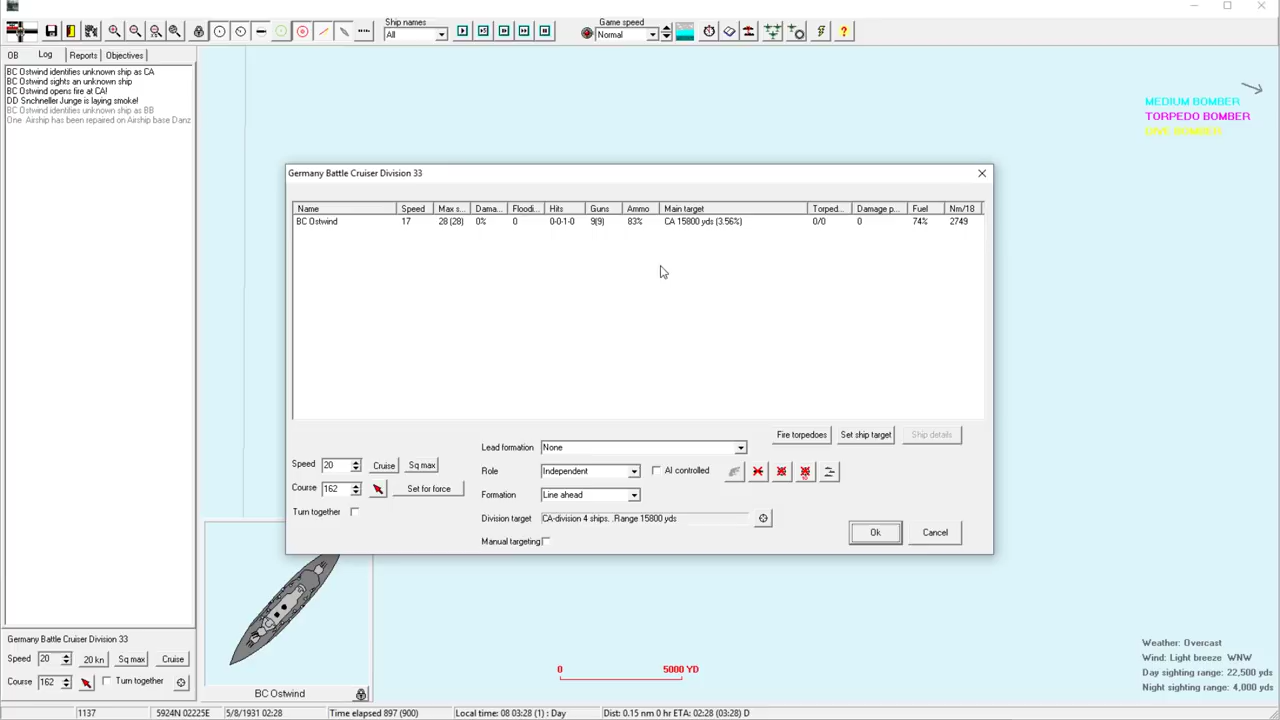 Ship names
Game speed
All
Normal
OB
Log
Reports
Objectives
BC Ostwind identifies unknown ship as CA
BC Ostwind sights an unknown ship
BC Ostwind opens fire at CA!
DD Snchneller Junge is laying smoke!
BC Ostwind identifies unknown ship as BB
One Airship has been repaired on Airship base Danz
MEDIUM BOMBER
TORPEDO BOMBER
DIVE BOMBER
Germany Battle Cruiser Division 33
Name Speed Max s... Dama... Floodi... Hits Guns Ammo Main target Torped... Damage p... Fuel Nm/18
BC Ostwind 17 28 (28) 0% 0 0-0-1-0 9(9) 83% CA 15800 yds (3.56%) 0/0 0 74% 2749
Fire torpedoes
Set ship target
Ship details
Lead formation None
Speed 20 Cruise Sq max
Role Independent AI controlled
Course 162 Set for force
Formation Line ahead
Turn together
Division target CA-division 4 ships. .Range 15800 yds
Manual targeting
Ok
Cancel
Germany Battle Cruiser Division 33
Speed 20 20 kn Sq max Cruise
Course 162 Turn together
BC Ostwind
0 5000 YD
Weather: Overcast
Wind: Light breeze WNW
Day sighting range: 22,500 yards
Night sighting range: 4,000 yards
1137 5924N 02225E 5/8/1931 02:28 Time elapsed 897 (900) Local time: 08 03:28 (1) : Day Dist: 0.15 nm 0 hr ETA: 02:28 (03:28) D